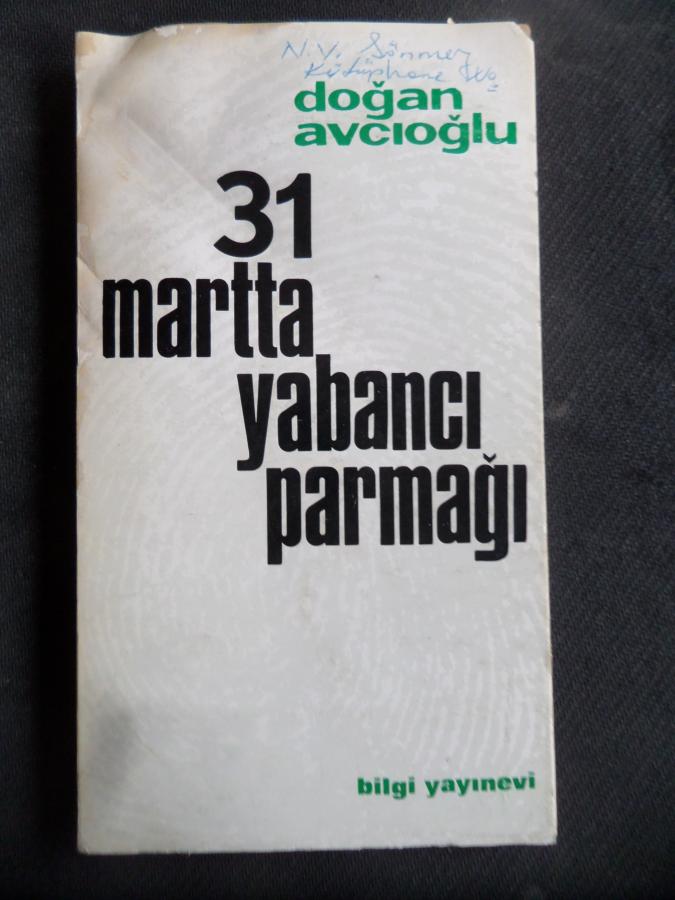 N.V. Sönmez
Kütüphane
doğan
avcıoğlu
31
martta
yabancı
parmağı
bilgi yayınevi